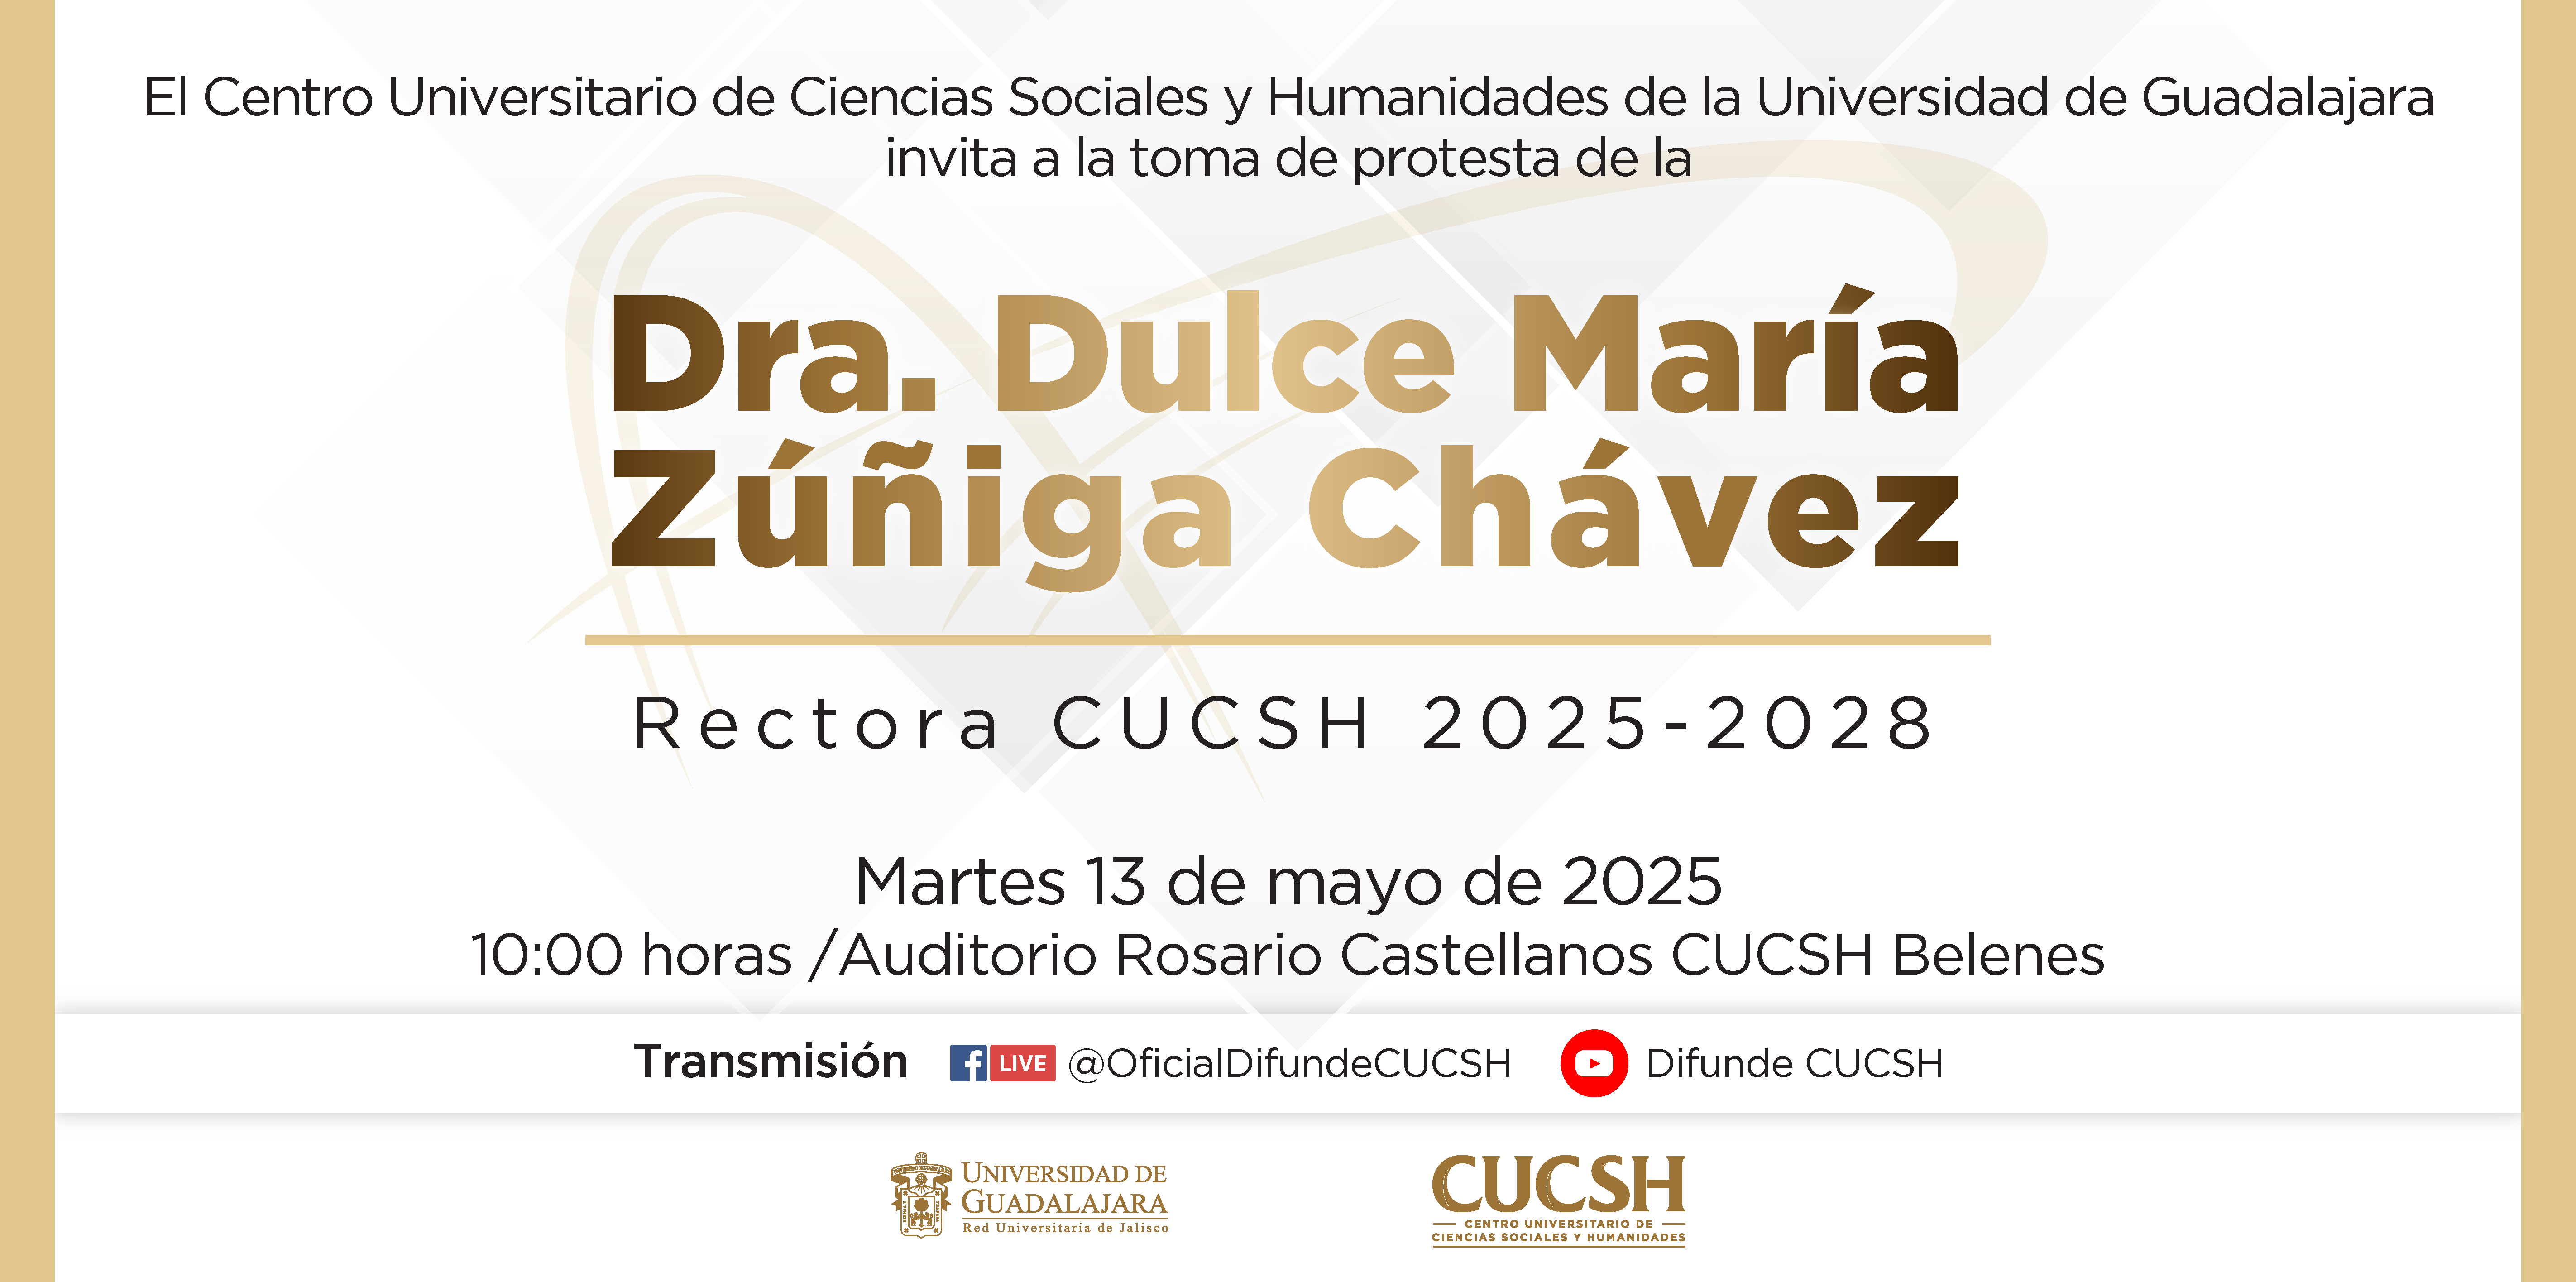 El Centro Universitario de Ciencias Sociales y Humanidades de la Universidad de Guadalajara
invita a la toma de protesta de la
Dra. Dulce María
Zúñiga Chávez
Rectora CUCSH 2025-2028
Martes 13 de mayo de 2025
10:00 horas /Auditorio Rosario Castellanos CUCSH Belenes
Transmisión f LIVE @OficialDifundeCUCSH Difunde CUCSH
UNIVERSIDAD DE
GUADALAJARA
Red Universitaria de Jalisco
CUCSH
CENTRO UNIVERSITARIO DE
CIENCIAS SOCIALES Y HUMANIDADES